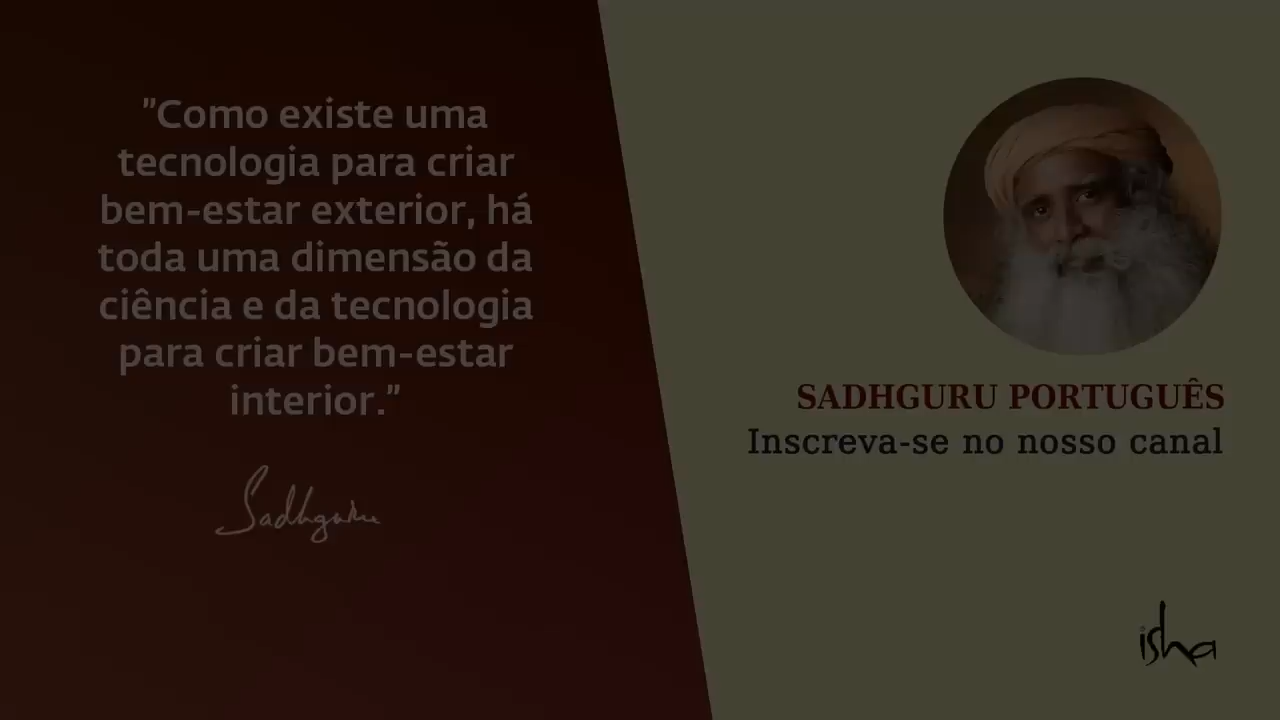 "Como existe uma
tecnologia para criar
bem-estar exterior, há
toda uma dimensão da
ciência e da tecnologia
para criar bem-estar
interior."
Sadhguru
SADHGURU PORTUGUÊS
Inscreva-se no nosso canal
isha